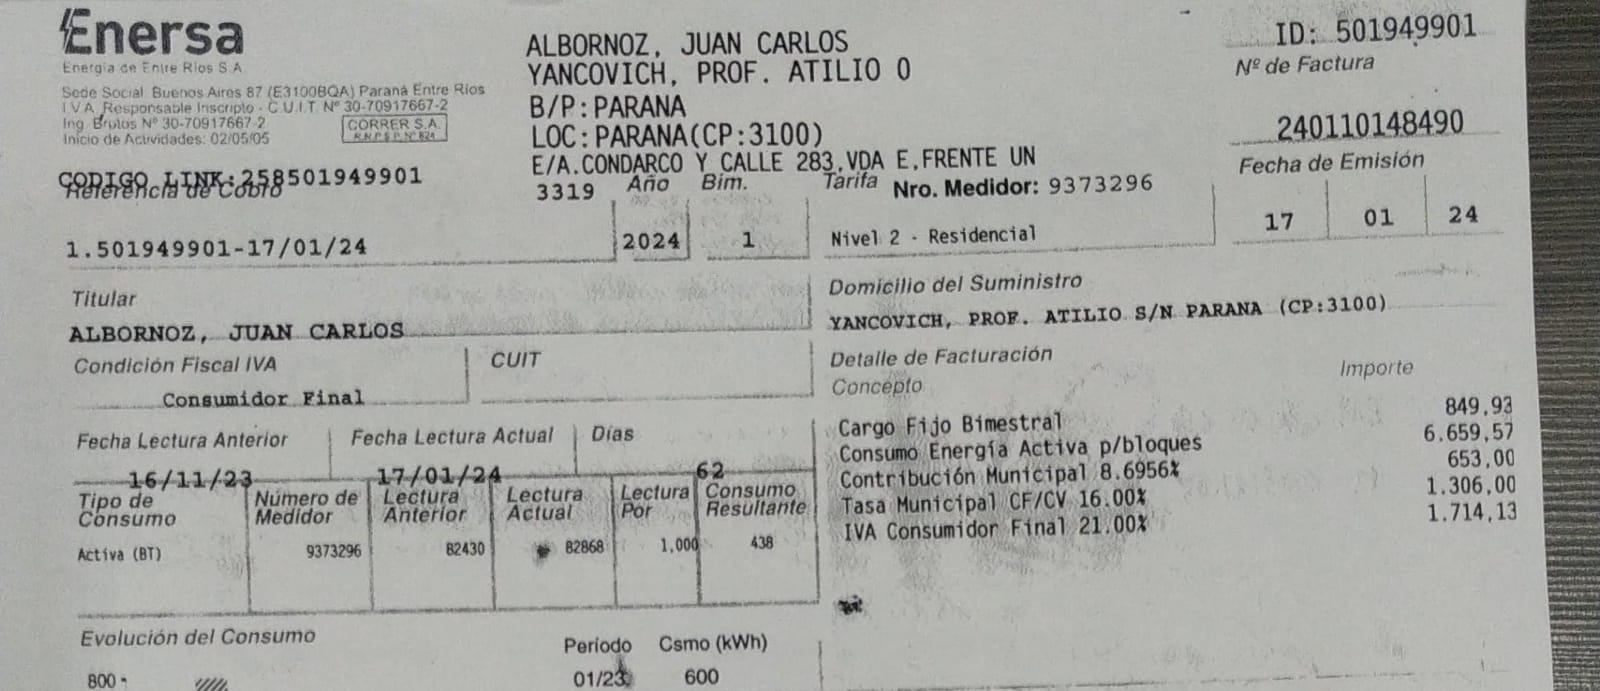 Enersa
Energía de Entre Ríos S.A.
Sede Social: Buenos Aires 87 (E3100BQA) Paraná Entre Ríos
I.V.A. Responsable Inscripto - C.U.I.T. Nº 30-70917667-2
Ing. Brutos Nº 30-70917667-2
Inicio de Actividades: 02/05/05
CORRER S.A.
R.N.P.S.P. Nº 824
CODIGO LINK:258501949901
Referencia de Cobro
1.501949901-17/01/24
ALBORNOZ, JUAN CARLOS
YANCOVICH, PROF. ATILIO 0
B/P:PARANA
LOC:PARANA(CP:3100)
E/A.CONDARCO Y CALLE 283,VDA E,FRENTE UN
3319
Año
Bim.
Tarifa
Nro. Medidor: 9373296
2024
1
Nivel 2 - Residencial
ID: 501949901
Nº de Factura
240110148490
Fecha de Emisión
17 01 24
Titular
ALBORNOZ, JUAN CARLOS
Domicilio del Suministro
YANCOVICH, PROF. ATILIO S/N PARANA (CP:3100)
Condición Fiscal IVA
CUIT
Consumidor Final
Fecha Lectura Anterior
Fecha Lectura Actual
Días
16/11/23
17/01/24
62
Tipo de Consumo
Número de Medidor
Lectura Anterior
Lectura Actual
Lectura Por
Consumo Resultante
Activa (BT) 9373296 82430 82868 1,000 438
Detalle de Facturación
Concepto Importe
Cargo Fijo Bimestral 849,93
Consumo Energía Activa p/bloques 6.659,57
Contribución Municipal 8.6956% 653,00
Tasa Municipal CF/CV 16.00% 1.306,00
IVA Consumidor Final 21.00% 1.714,13
Evolución del Consumo
Período Csmo (kWh)
800
01/23 600